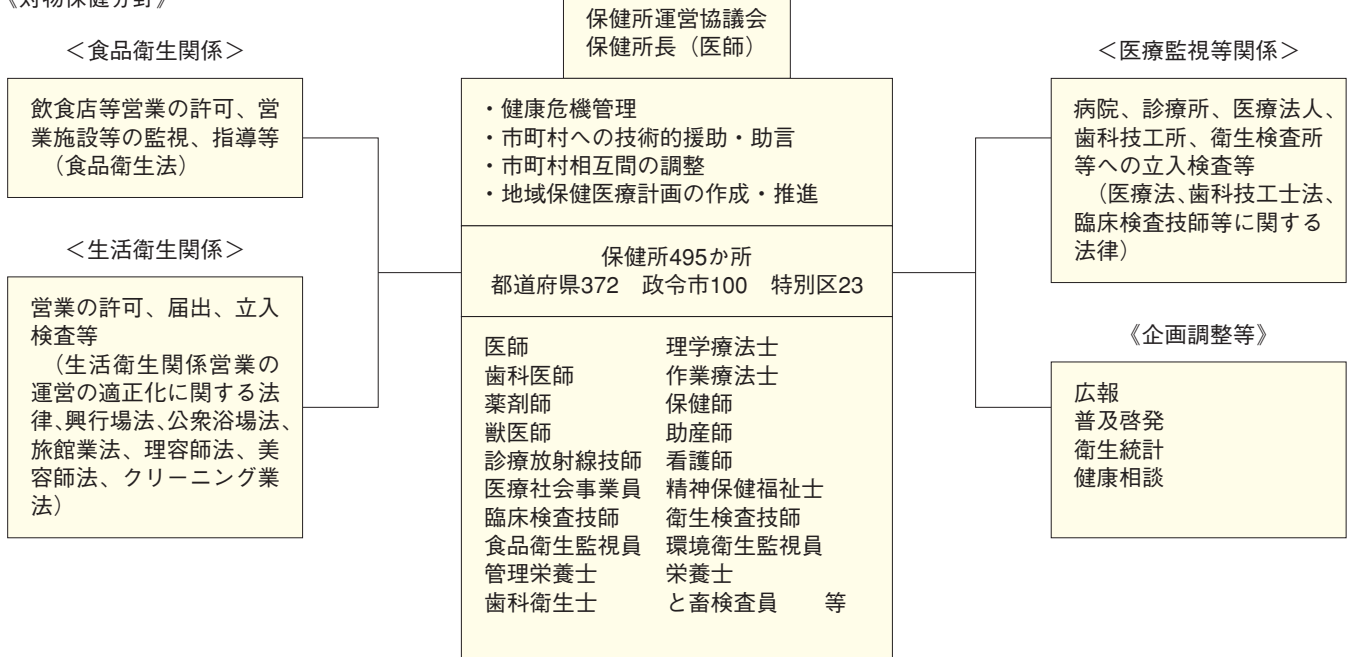 《対物保健分野》
＜食品衛生関係＞
飲食店等営業の許可、営
業施設等の監視、指導等
（食品衛生法）
＜生活衛生関係＞
営業の許可、届出、立入
検査等
（生活衛生関係営業の
運営の適正化に関する法
律、興行場法、公衆浴場法、
旅館業法、理容師法、美
容師法、クリーニング業
法）
保健所運営協議会
保健所長（医師）
・健康危機管理
・市町村への技術的援助・助言
・市町村相互間の調整
・地域保健医療計画の作成・推進
保健所495か所
都道府県372　政令市100　特別区23
医師　理学療法士
歯科医師　作業療法士
薬剤師　保健師
獣医師　助産師
診療放射線技師　看護師
医療社会事業員　精神保健福祉士
臨床検査技師　衛生検査技師
食品衛生監視員　環境衛生監視員
管理栄養士　栄養士
歯科衛生士　と畜検査員　等
＜医療監視等関係＞
病院、診療所、医療法人、
歯科技工所、衛生検査所
等への立入検査等
（医療法、歯科技工士法、
臨床検査技師等に関する
法律）
《企画調整等》
広報
普及啓発
衛生統計
健康相談